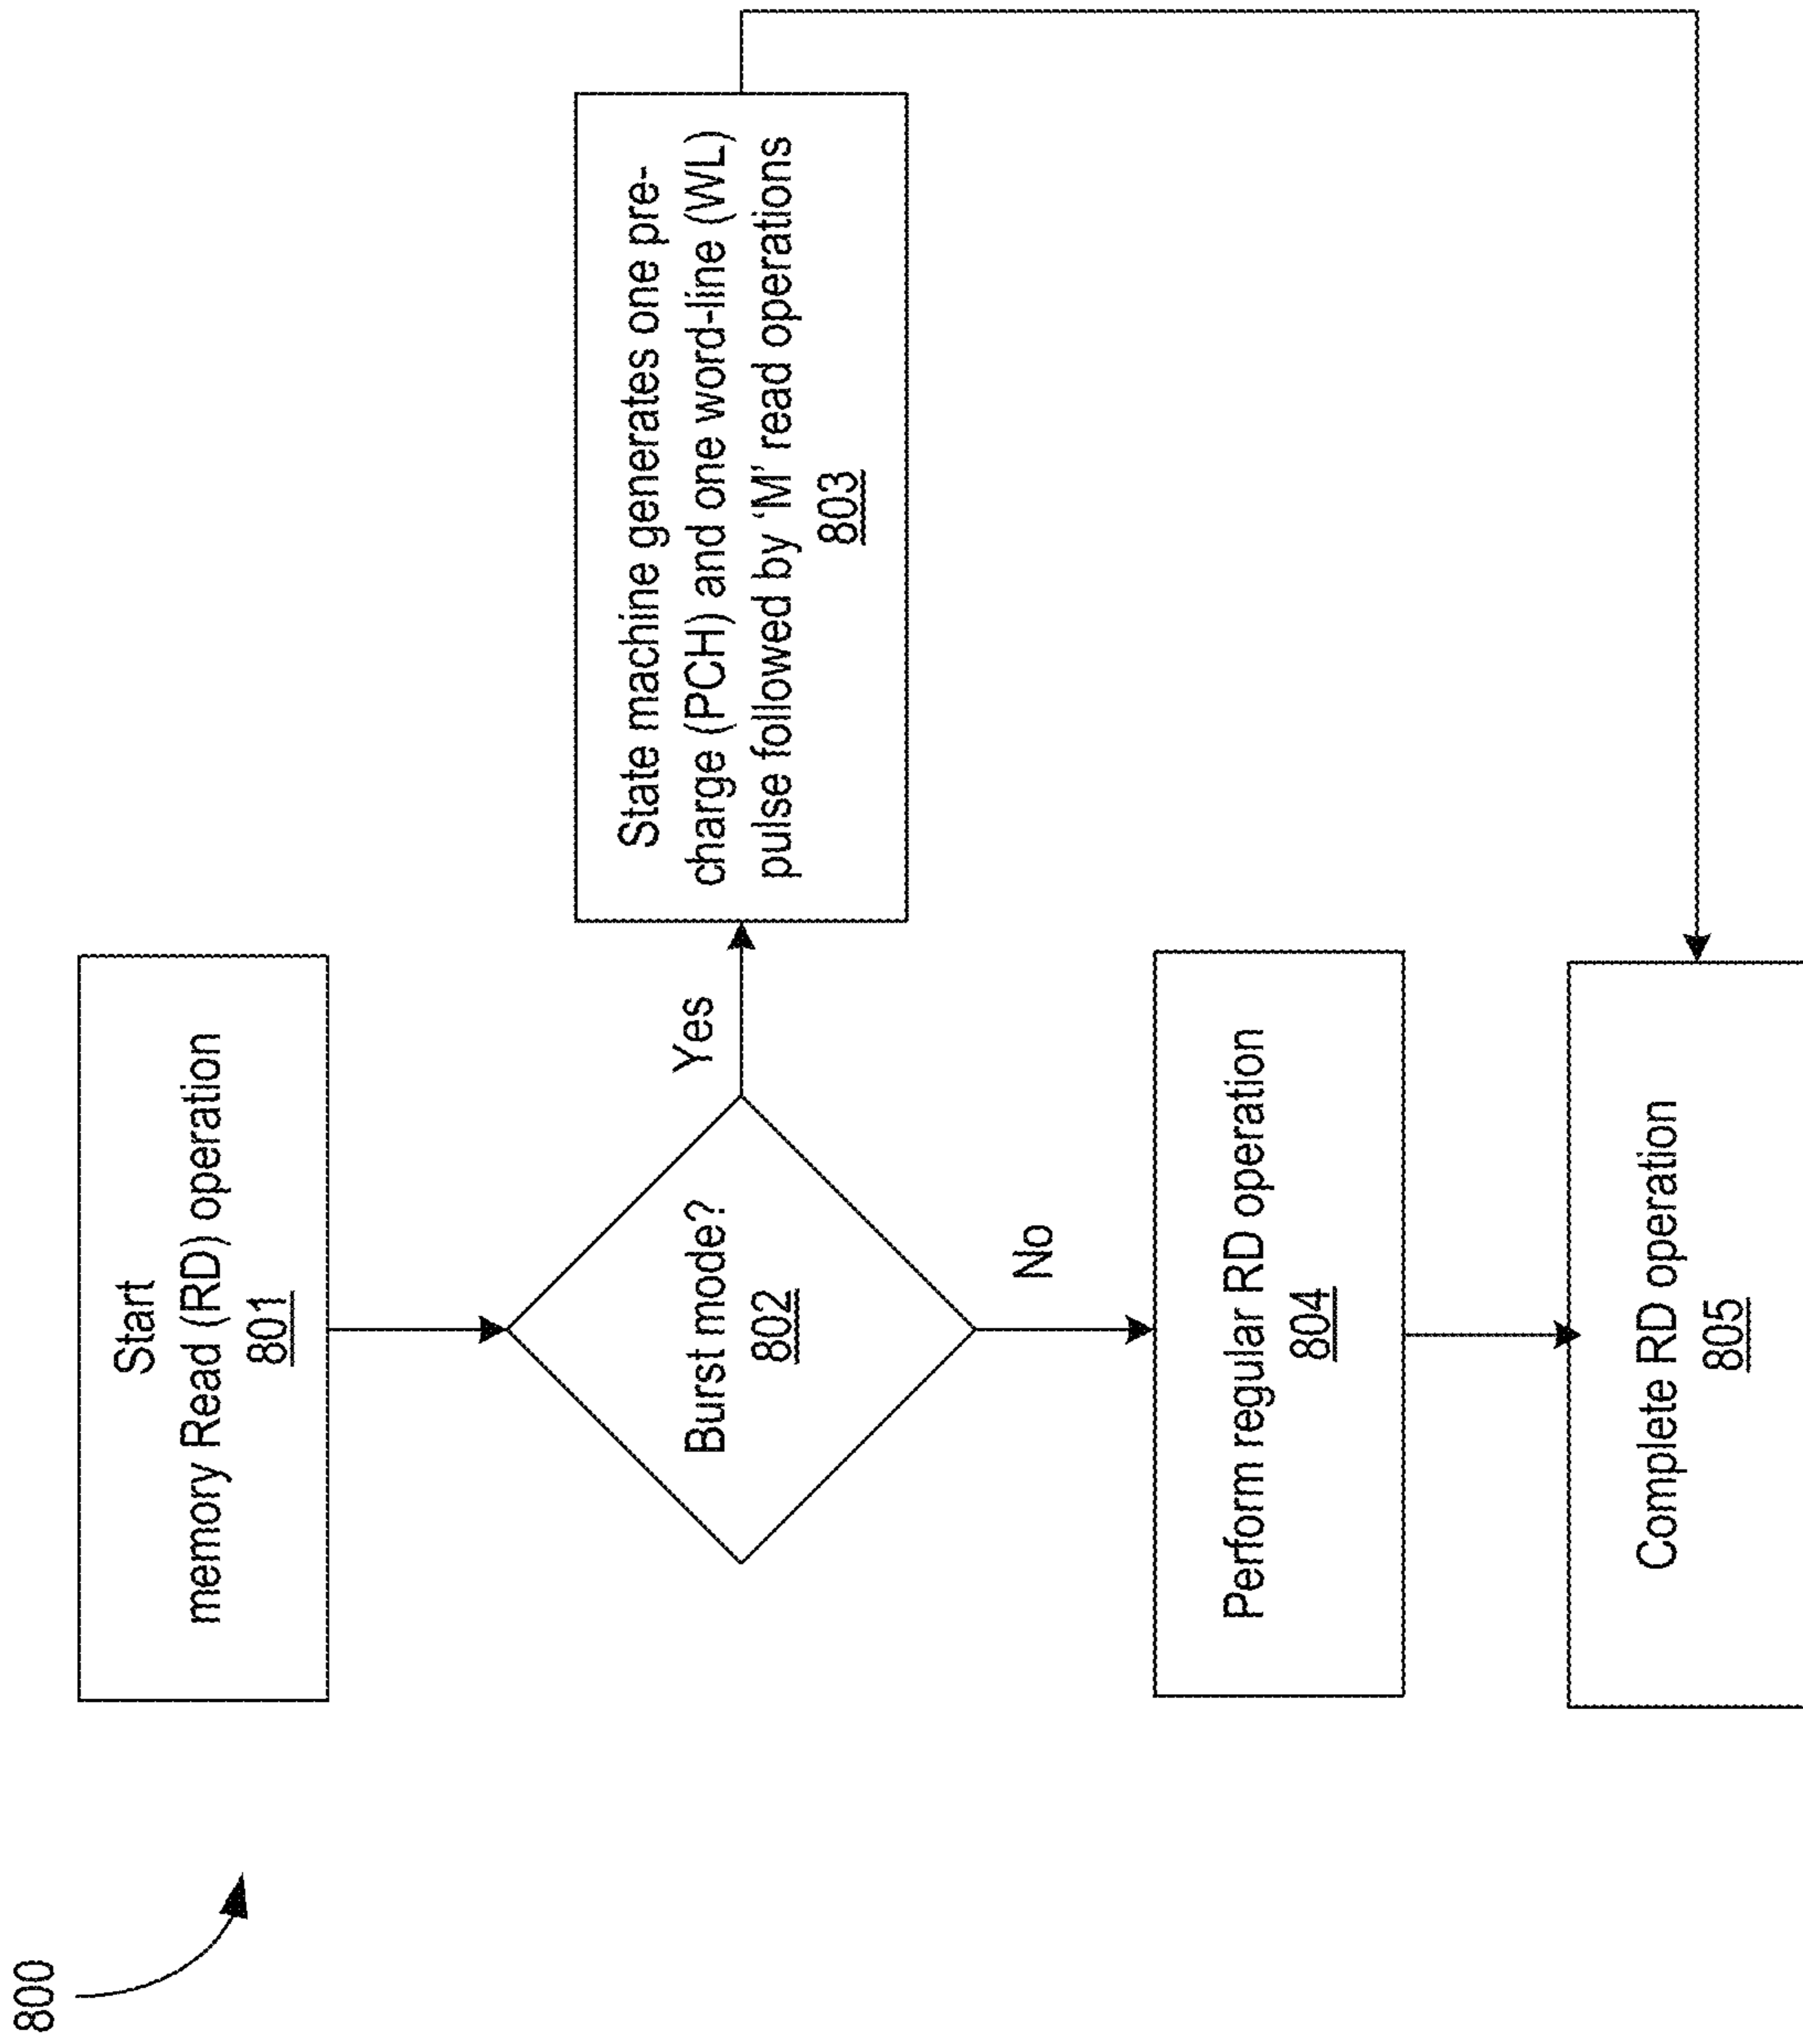 800
Start
memory Read (RD) operation
801
Burst mode?
802
Yes
State machine generates one pre-
charge (PCH) and one word-line (WL)
pulse followed by ‘M’ read operations
803
No
Perform regular RD operation
804
Complete RD operation
805